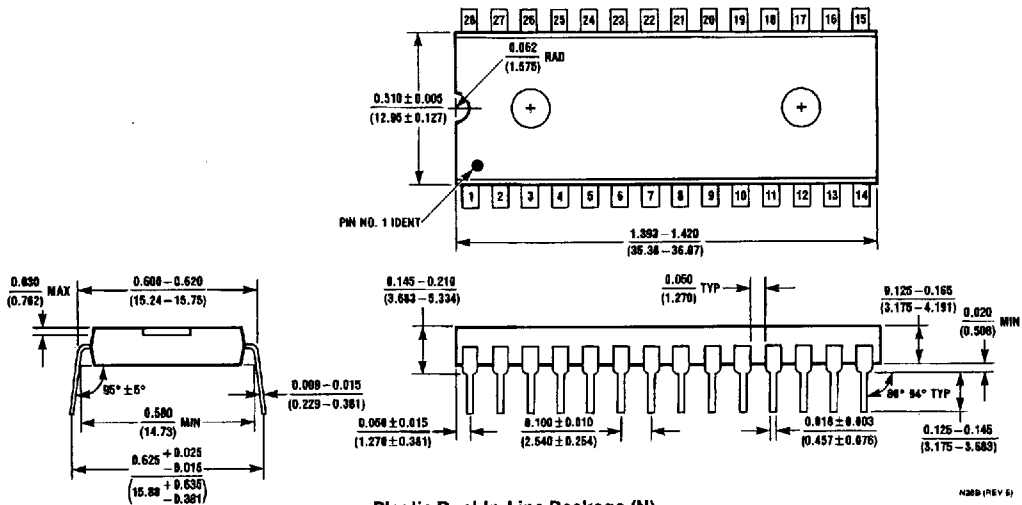 28 27 26 25 24 23 22 21 20 19 18 17 16 15
0.062
(1.575)
RAD
0.510 ± 0.005
(12.95 ± 0.127)
PIN NO. 1 IDENT
1 2 3 4 5 6 7 8 9 10 11 12 13 14
1.393 – 1.420
(35.38 – 36.07)
0.030
(0.762)
MAX
0.600 – 0.620
(15.24 – 15.75)
95° ± 5°
0.580
(14.73)
MIN
0.009 – 0.015
(0.229 – 0.381)
0.625 +0.025
–0.015
(15.88 +0.635
–0.381)
0.145 – 0.210
(3.683 – 5.334)
0.050
(1.270)
TYP
0.125 – 0.165
(3.175 – 4.191)
0.020
(0.508)
MIN
86° 94° TYP
0.125 – 0.145
(3.175 – 3.683)
0.018 ± 0.003
(0.457 ± 0.076)
0.100 ± 0.010
(2.540 ± 0.254)
± 0.015
± 0.381)
Plastic Dual-In-Line Package (N)
(REV 5)